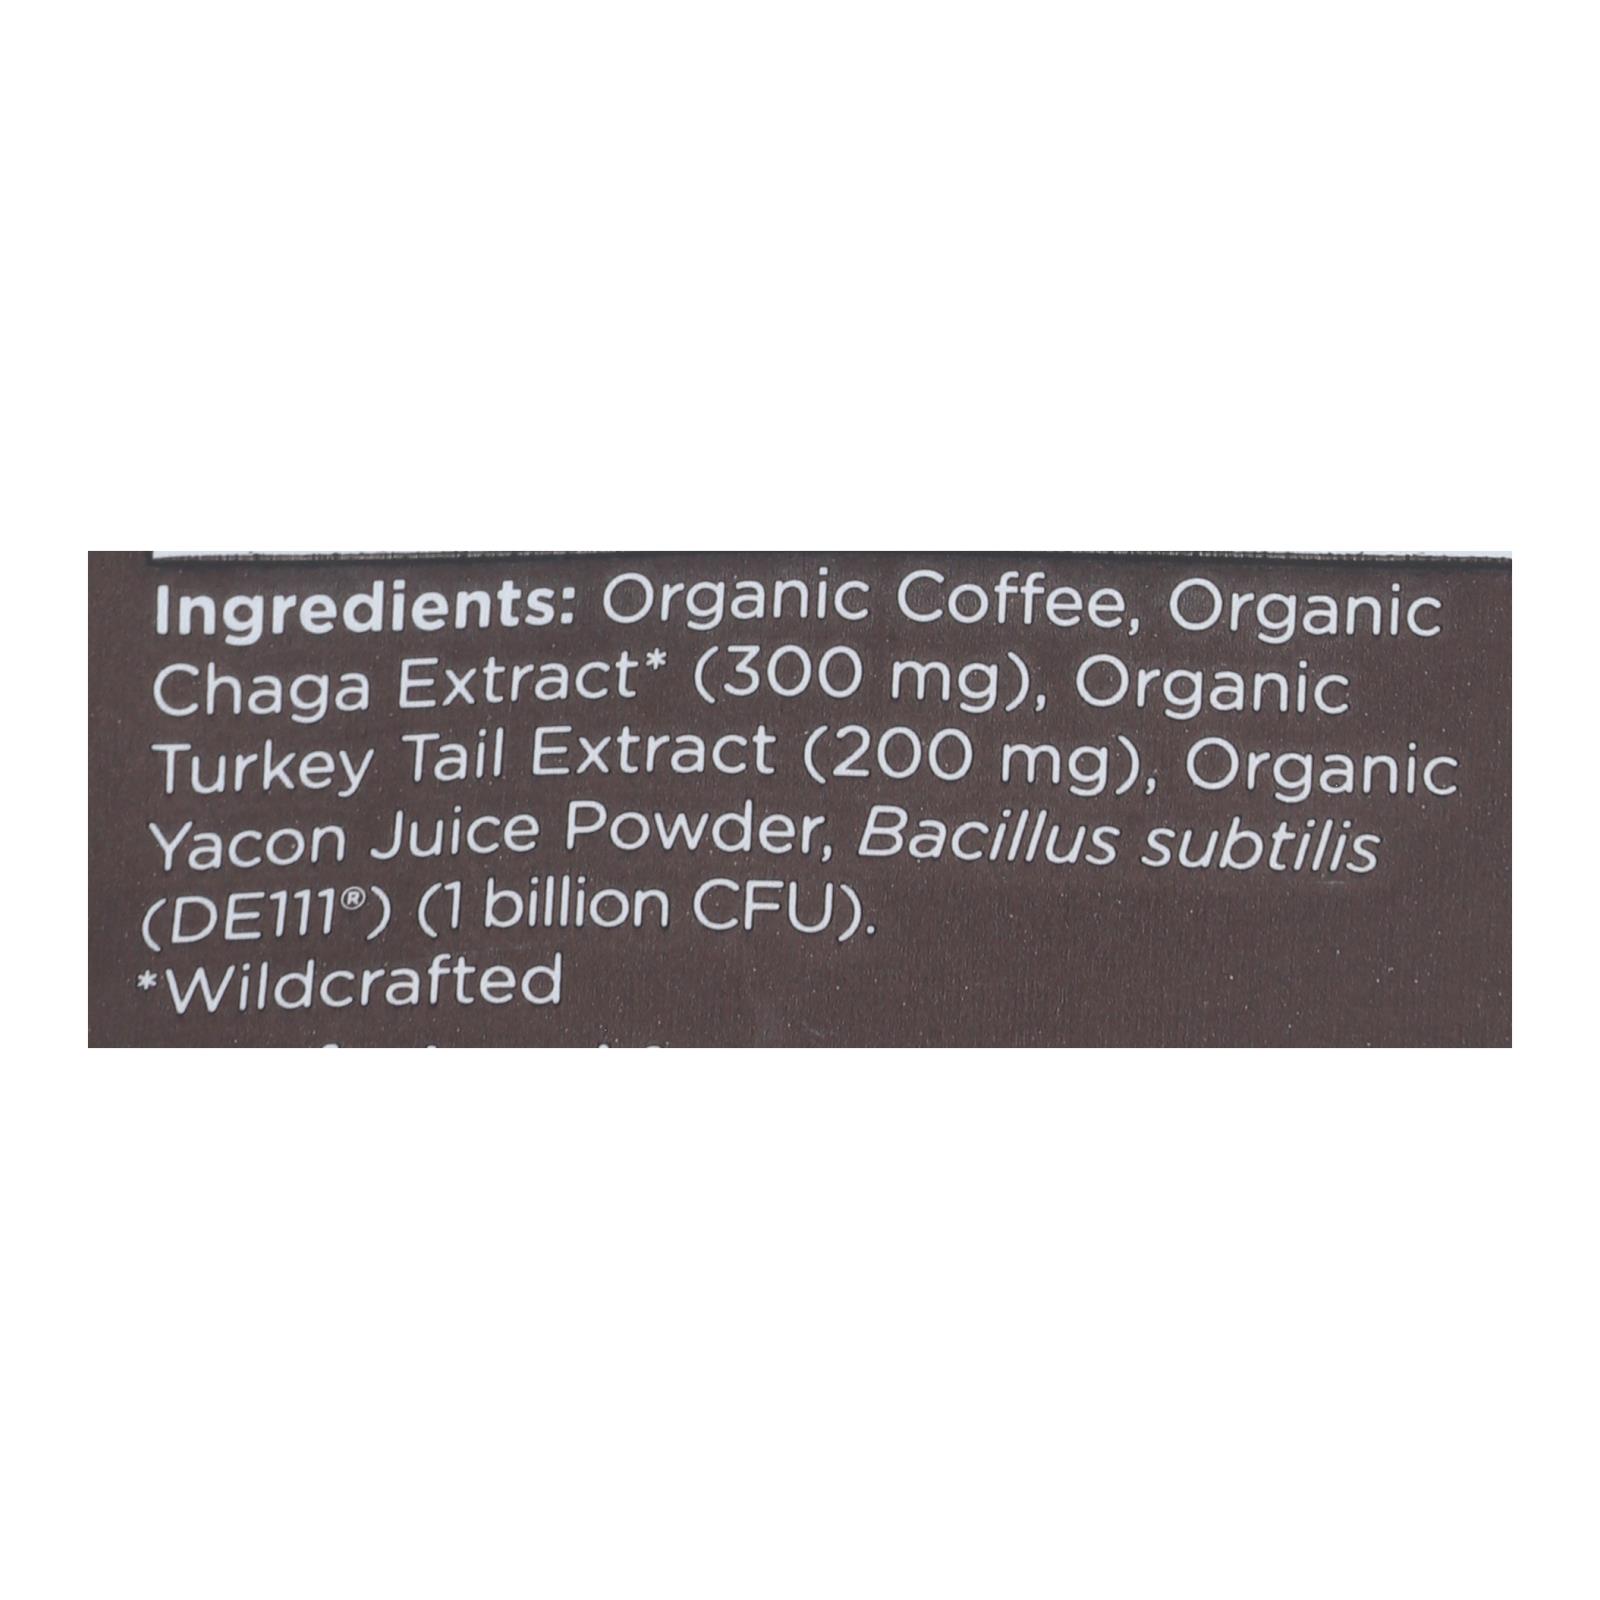 Ingredients: Organic Coffee, Organic
Chaga Extract* (300 mg), Organic
Turkey Tail Extract (200 mg), Organic
Yacon Juice Powder, Bacillus subtilis
(DE111®) (1 billion CFU).
*Wildcrafted